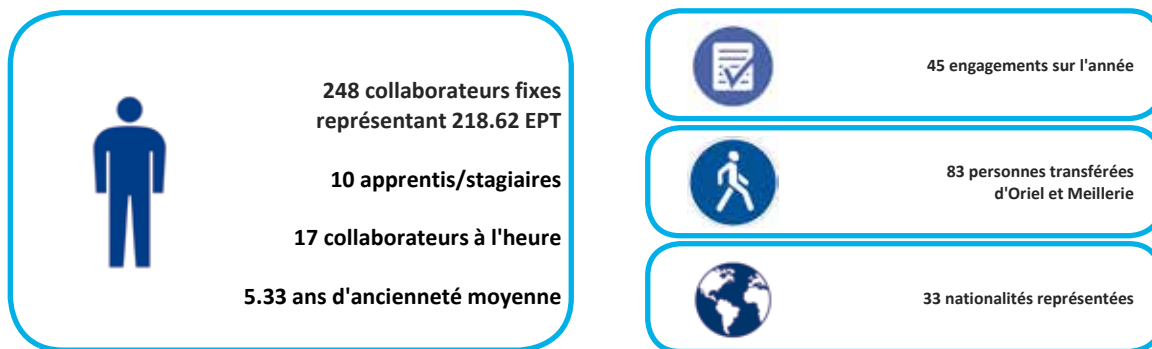 248 collaborateurs fixes
représentant 218.62 EPT
10 apprentis/stagiaires
17 collaborateurs à l'heure
5.33 ans d'ancienneté moyenne
45 engagements sur l'année
83 personnes transférées
d'Oriel et Meillerie
33 nationalités représentées